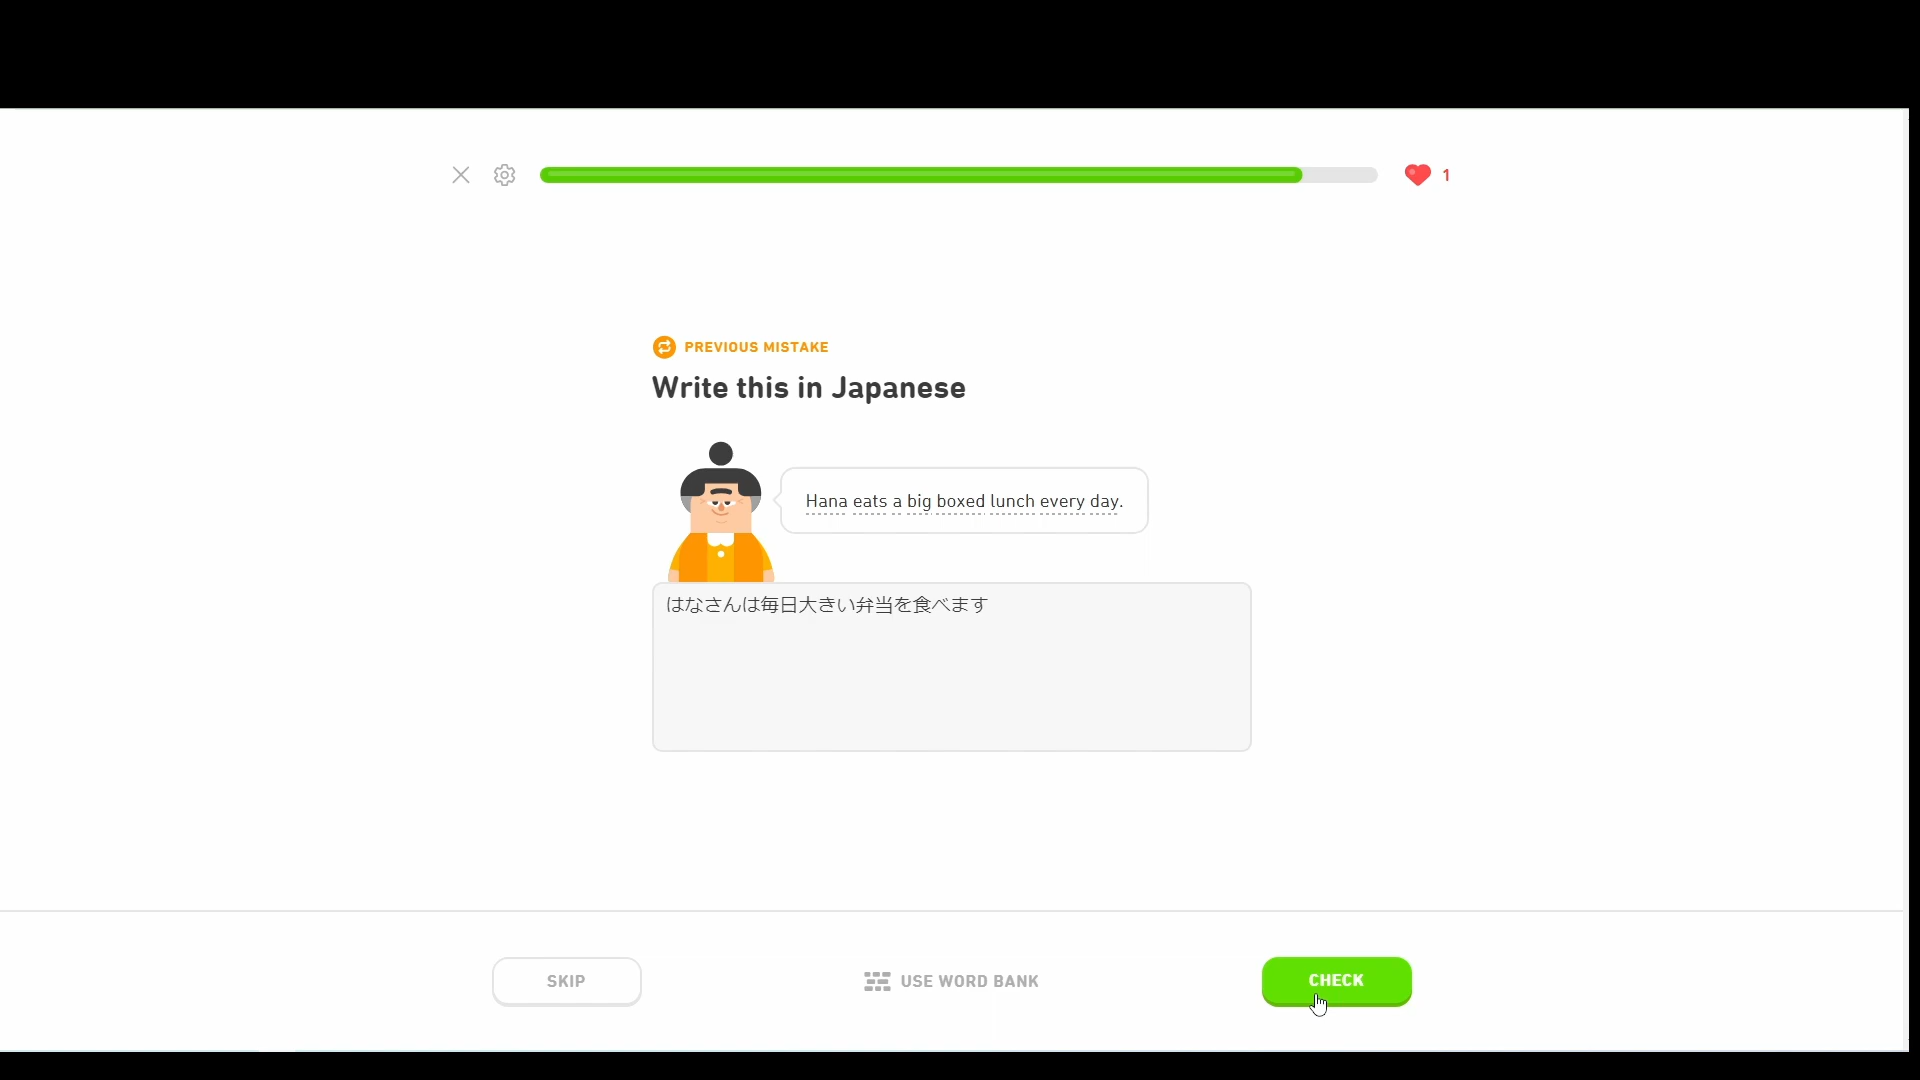 1
PREVIOUS MISTAKE
Write this in Japanese
Hana eats a big boxed lunch every day.
はなさんは毎日大きい弁当を食べます
SKIP
USE WORD BANK
CHECK